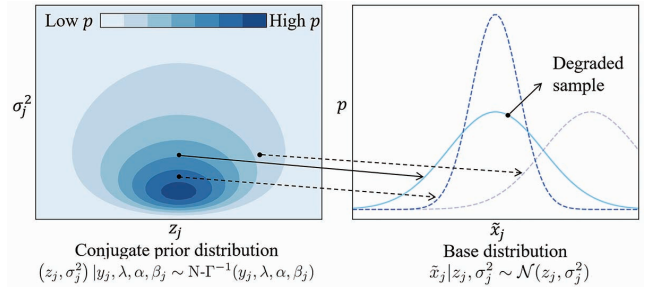 Low p High p
σ_j^2
z_j
Conjugate prior distribution
(z_j, σ_j^2) |y_j, λ, α, β_j ∼ N-Γ^{-1}(y_j, λ, α, β_j)
p
Degraded
sample
x̃_j
Base distribution
x̃_j|z_j, σ_j^2 ∼ 𝒩(z_j, σ_j^2)